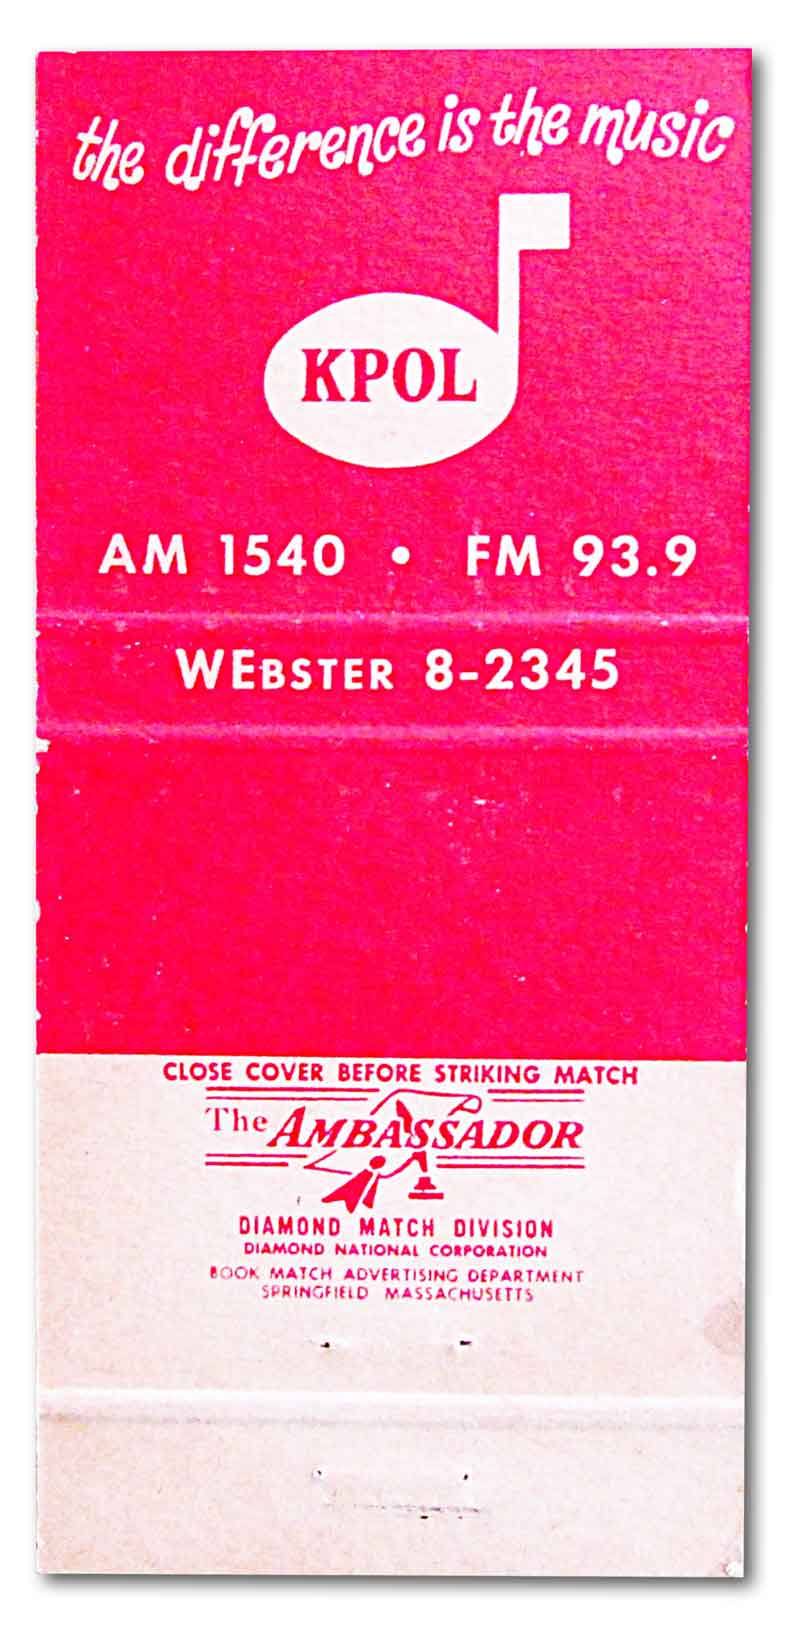 the difference is the music
KPOL
AM 1540 • FM 93.9
WEBSTER 8-2345
CLOSE COVER BEFORE STRIKING MATCH
The AMBASSADOR
DIAMOND MATCH DIVISION
DIAMOND NATIONAL CORPORATION
BOOK MATCH ADVERTISING DEPARTMENT
SPRINGFIELD MASSACHUSETTS